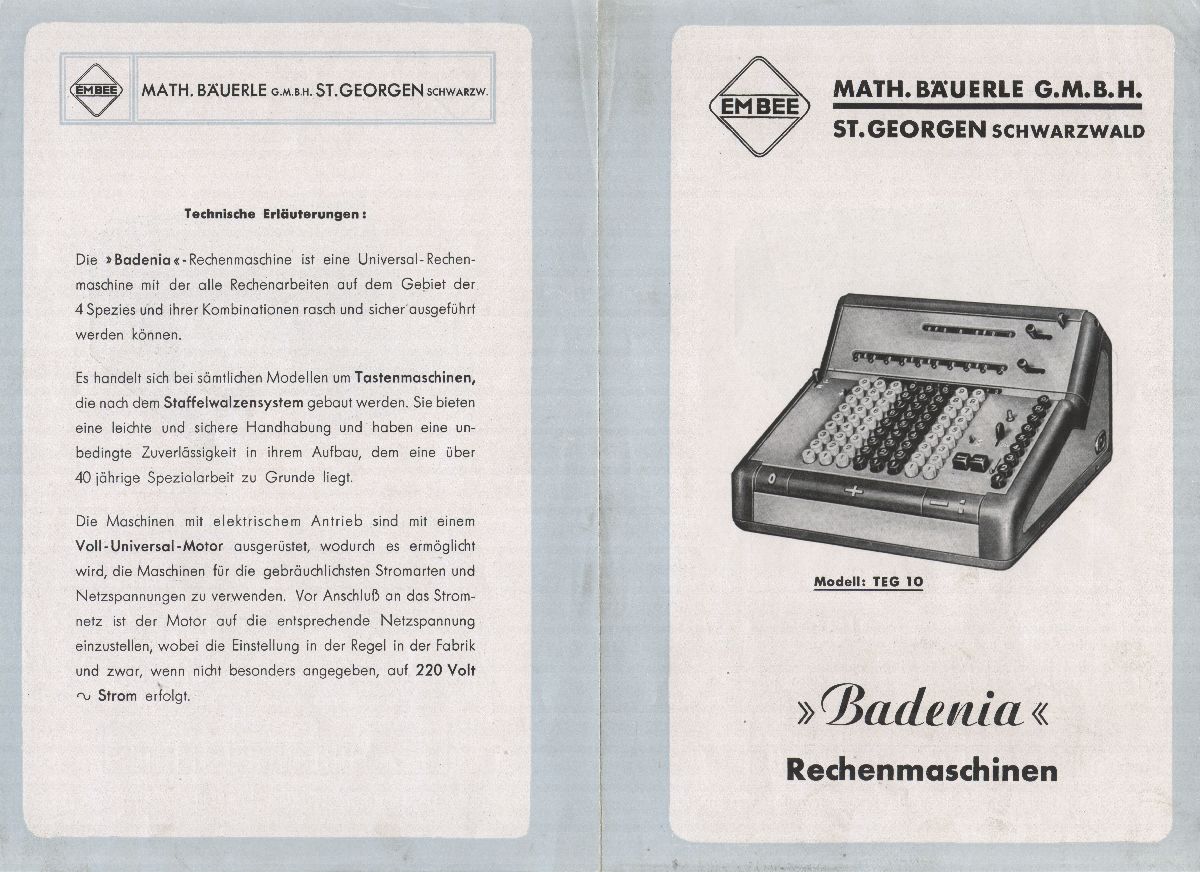 EMBEE
MATH. BÄUERLE G.M.B.H. ST. GEORGEN SCHWARZW.
Technische Erläuterungen:
Die »Badenia«-Rechenmaschine ist eine Universal-Rechen-
maschine mit der alle Rechenarbeiten auf dem Gebiet der
4 Spezies und ihrer Kombinationen rasch und sicher ausgeführt
werden können.
Es handelt sich bei sämtlichen Modellen um Tastenmaschinen,
die nach dem Staffelwalzensystem gebaut werden. Sie bieten
eine leichte und sichere Handhabung und haben eine un-
bedingte Zuverlässigkeit in ihrem Aufbau, dem eine über
40 jährige Spezialarbeit zu Grunde liegt.
Die Maschinen mit elektrischem Antrieb sind mit einem
Voll-Universal-Motor ausgerüstet, wodurch es ermöglicht
wird, die Maschinen für die gebräuchlichsten Stromarten und
Netzspannungen zu verwenden. Vor Anschluß an das Strom-
netz ist der Motor auf die entsprechende Netzspannung
einzustellen, wobei die Einstellung in der Regel in der Fabrik
und zwar, wenn nicht besonders angegeben, auf 220 Volt
∿ Strom erfolgt.
EMBEE
MATH. BÄUERLE G.M.B.H.
ST. GEORGEN SCHWARZWALD
0 + − :
Modell: TEG 10
»Badenia«
Rechenmaschinen